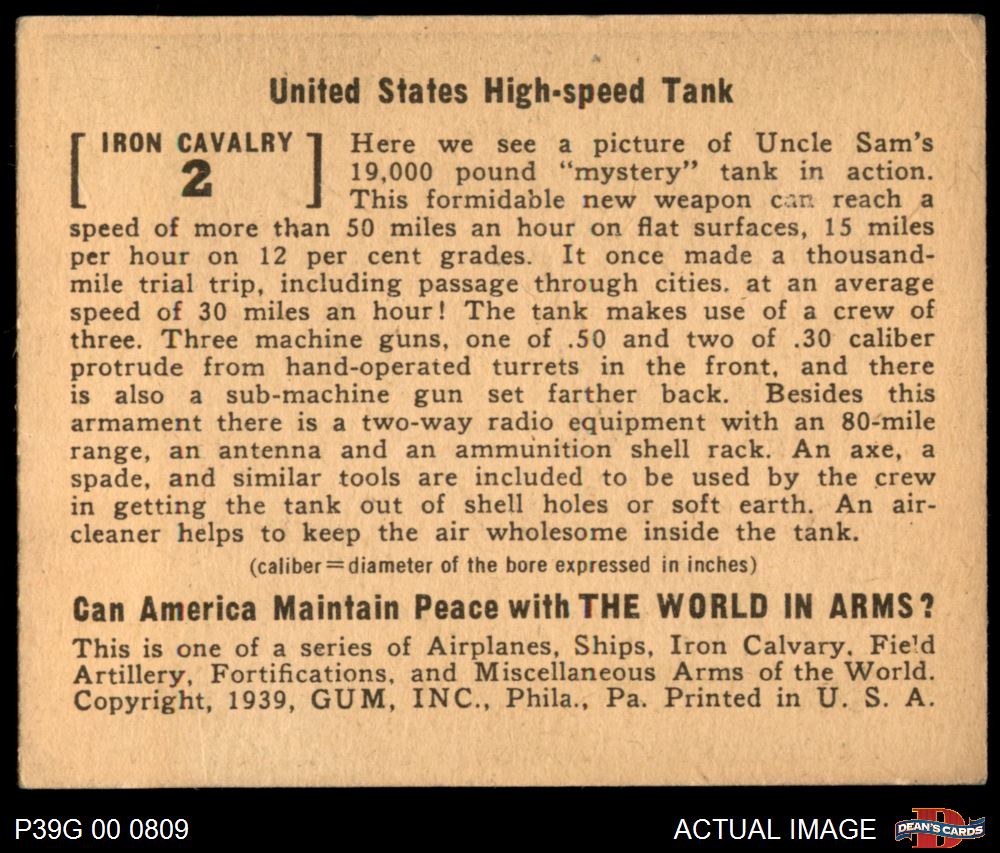 United States High-speed Tank
[ IRON CAVALRY ]
2
Here we see a picture of Uncle Sam's
19,000 pound "mystery" tank in action.
This formidable new weapon can reach a
speed of more than 50 miles an hour on flat surfaces, 15 miles
per hour on 12 per cent grades. It once made a thousand-
mile trial trip, including passage through cities. at an average
speed of 30 miles an hour! The tank makes use of a crew of
three. Three machine guns, one of .50 and two of .30 caliber
protrude from hand-operated turrets in the front, and there
is also a sub-machine gun set farther back. Besides this
armament there is a two-way radio equipment with an 80-mile
range, an antenna and an ammunition shell rack. An axe, a
spade, and similar tools are included to be used by the crew
in getting the tank out of shell holes or soft earth. An air-
cleaner helps to keep the air wholesome inside the tank.
(caliber=diameter of the bore expressed in inches)
Can America Maintain Peace with THE WORLD IN ARMS?
This is one of a series of Airplanes, Ships, Iron Calvary, Field
Artillery, Fortifications, and Miscellaneous Arms of the World.
Copyright, 1939, GUM, INC., Phila., Pa. Printed in U. S. A.
P39G 00 0809
ACTUAL IMAGE
D
DEAN'S CARDS